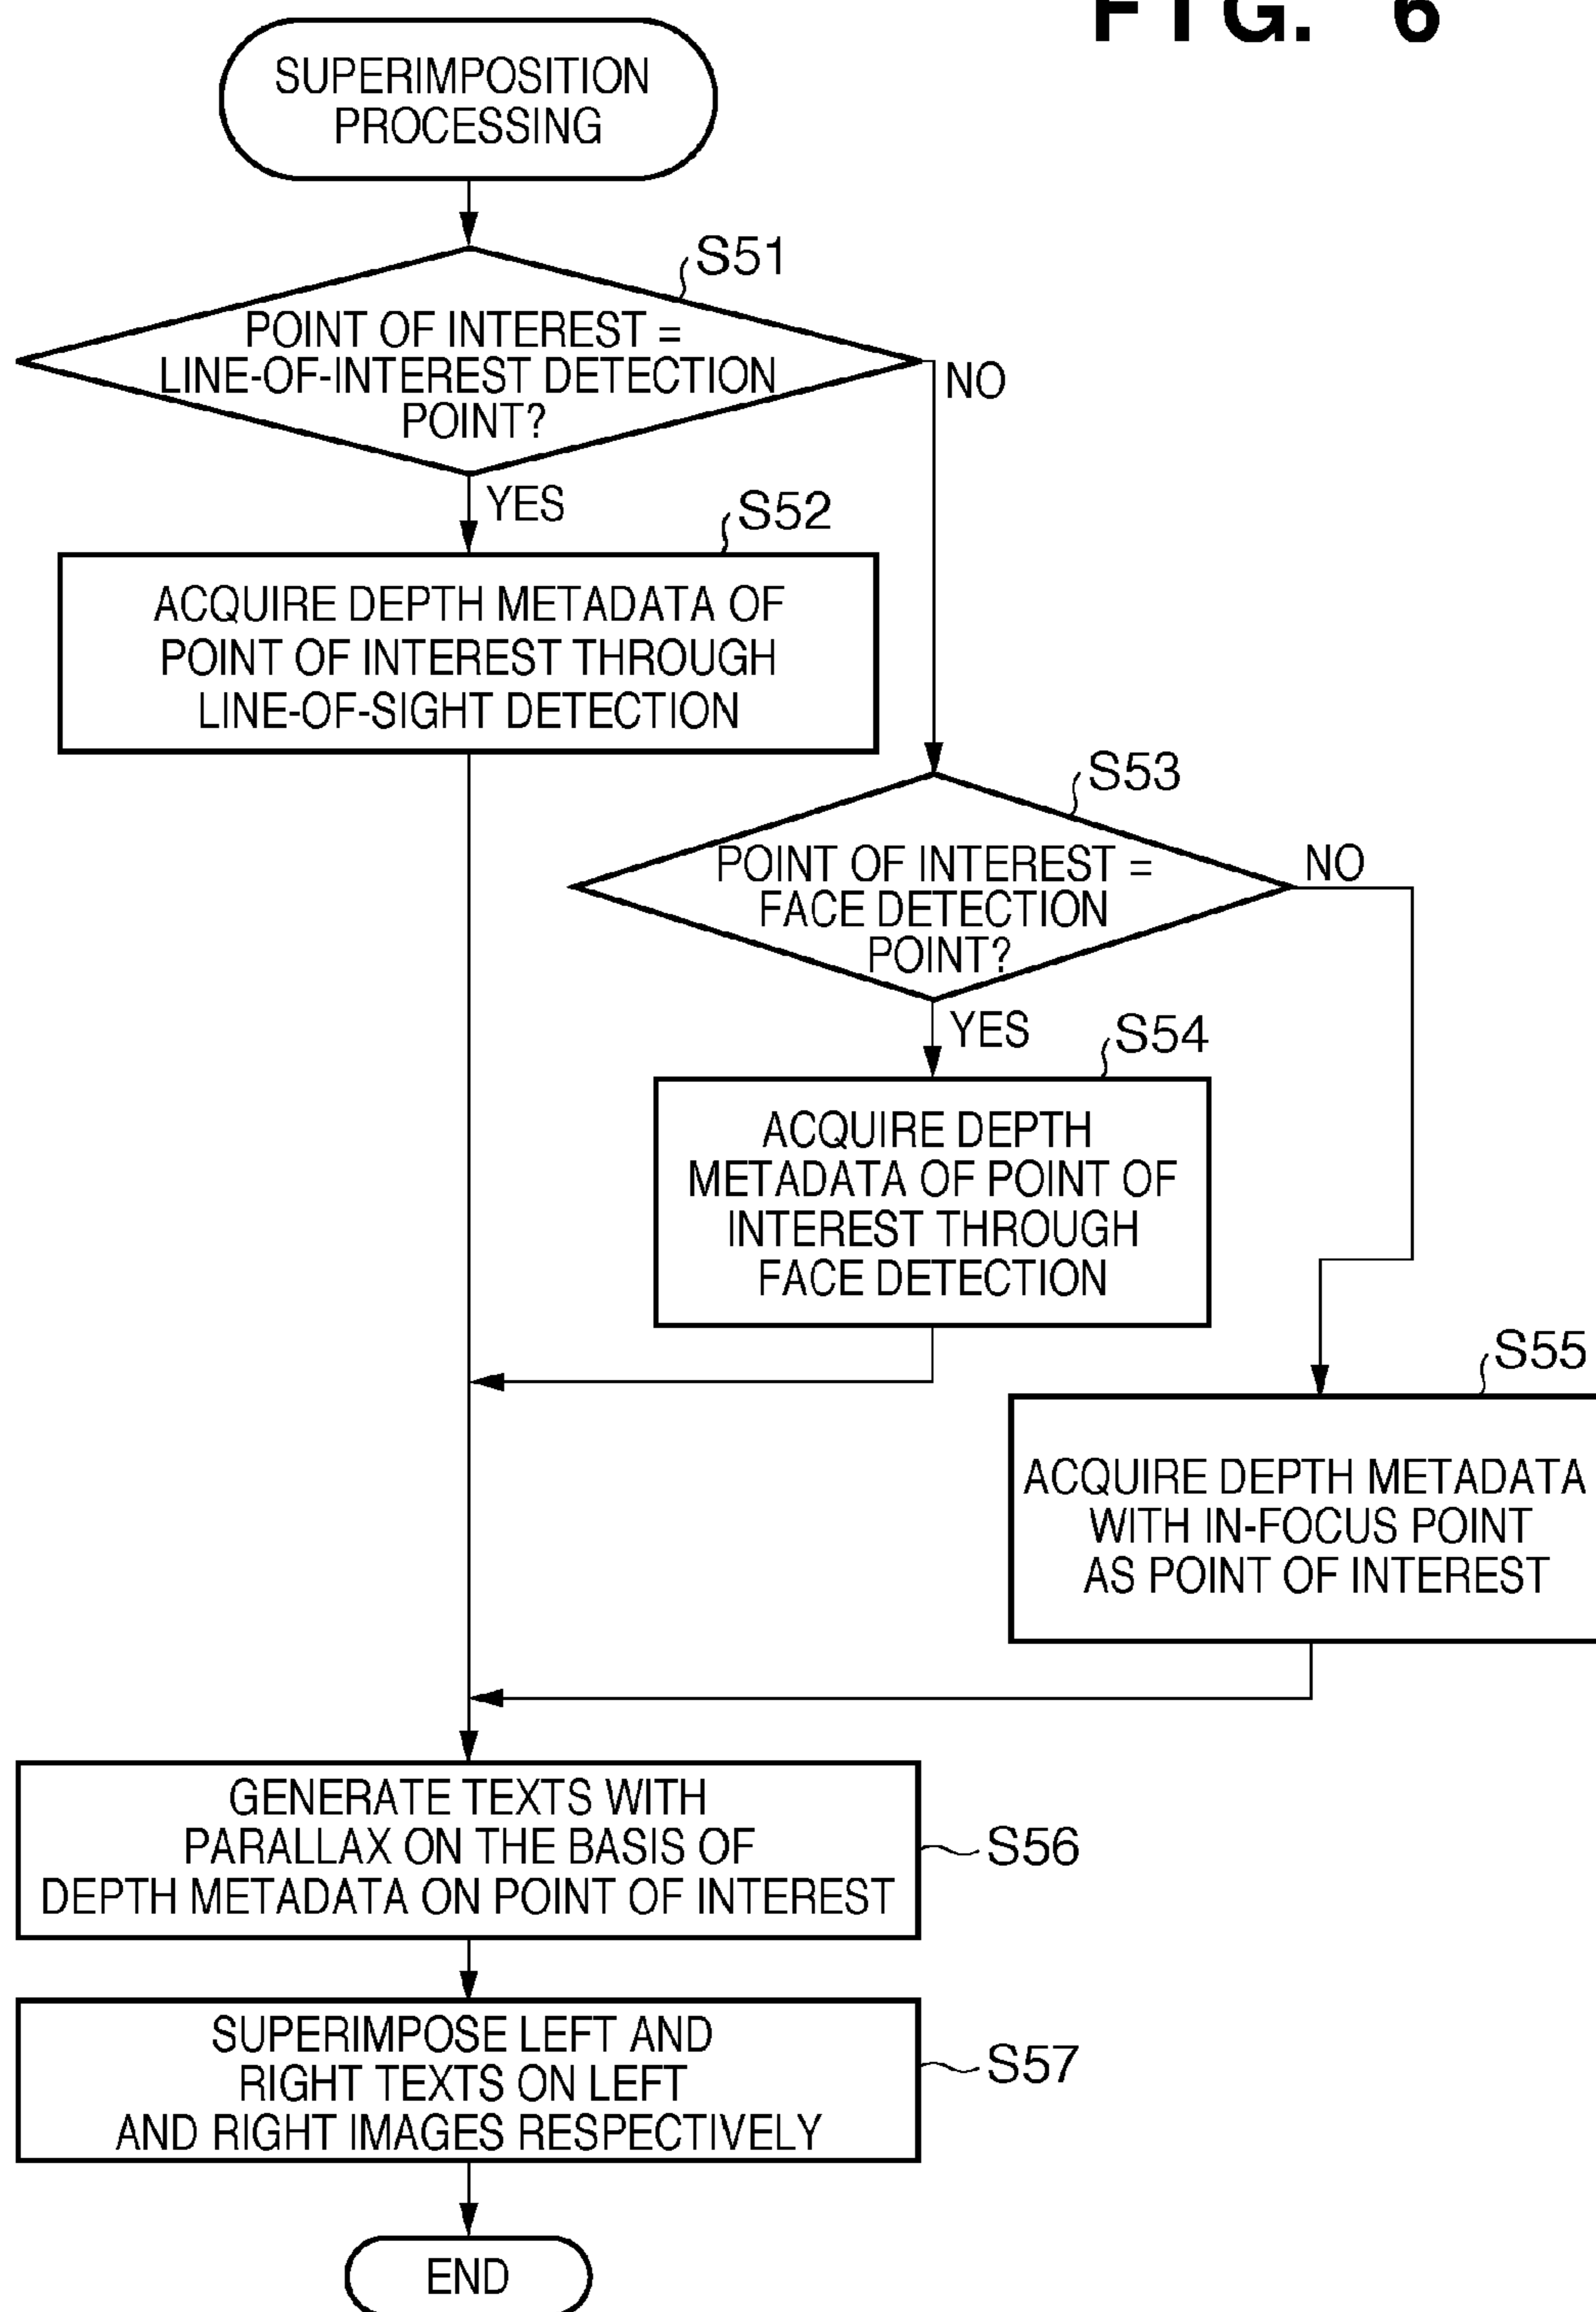 FIG. 6
SUPERIMPOSITION
PROCESSING
S51
POINT OF INTEREST =
LINE-OF-INTEREST DETECTION
POINT?
NO
YES
S52
ACQUIRE DEPTH METADATA OF
POINT OF INTEREST THROUGH
LINE-OF-SIGHT DETECTION
S53
POINT OF INTEREST =
FACE DETECTION
POINT?
NO
YES
S54
ACQUIRE DEPTH
METADATA OF POINT OF
INTEREST THROUGH
FACE DETECTION
S55
ACQUIRE DEPTH METADATA
WITH IN-FOCUS POINT
AS POINT OF INTEREST
GENERATE TEXTS WITH
PARALLAX ON THE BASIS OF
DEPTH METADATA ON POINT OF INTEREST
S56
SUPERIMPOSE LEFT AND
RIGHT TEXTS ON LEFT
AND RIGHT IMAGES RESPECTIVELY
S57
END